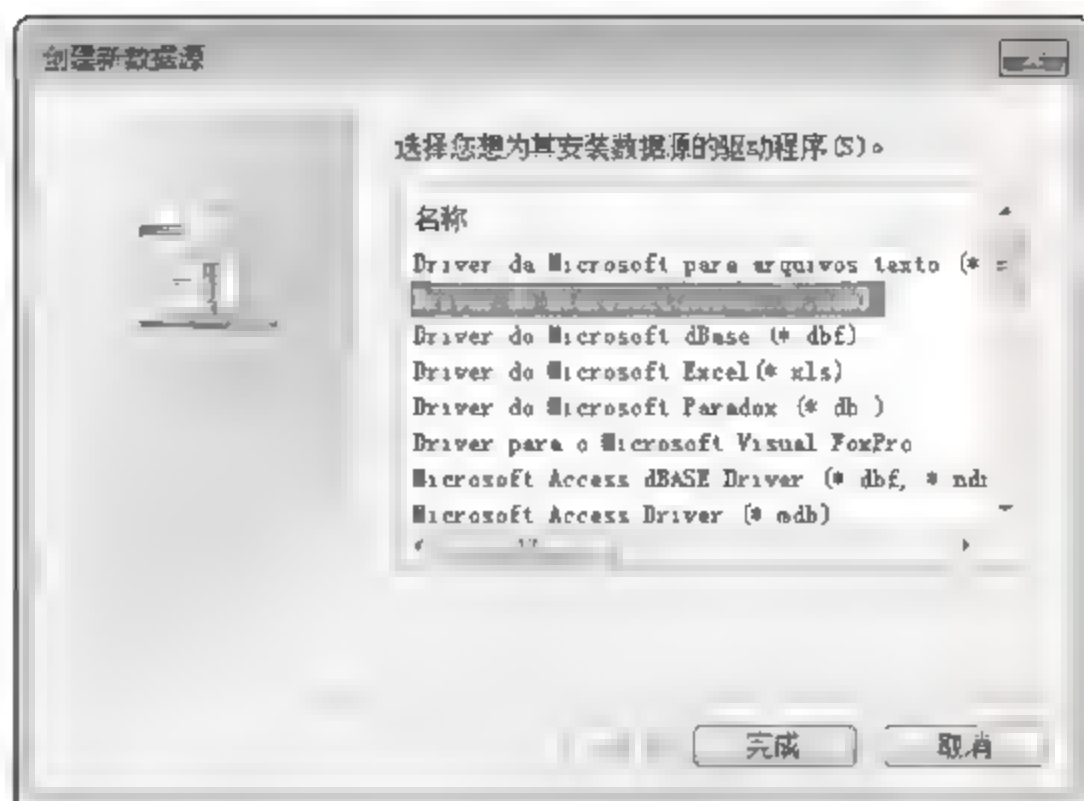 创建新数据源
选择您想为其安装数据源的驱动程序(S)。
名称
Driver da Microsoft para arquivos texto (*
Driver do Microsoft dBase (* dbf)
Driver do Microsoft Excel(* xls)
Driver do Microsoft Paradox (* db )
Driver para o Microsoft Visual FoxPro
Microsoft Access dBASE Driver (* dbf, * nd
Microsoft Access Driver (* mdb)
完成 取消